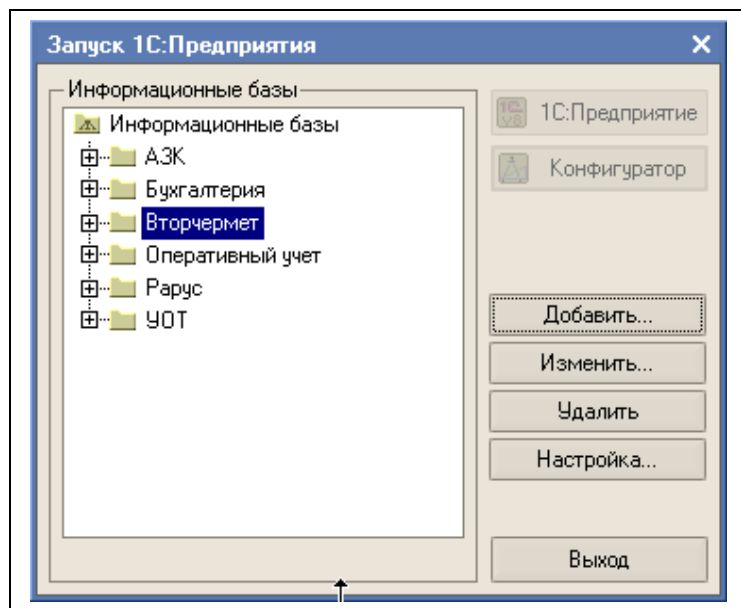 Запуск 1С:Предприятия
Информационные базы
Информационные базы
АЗК
Бухгалтерия
Вторчермет
Оперативный учет
Рарус
УОТ
1С:Предприятие
Конфигуратор
Добавить...
Изменить...
Удалить
Настройка...
Выход